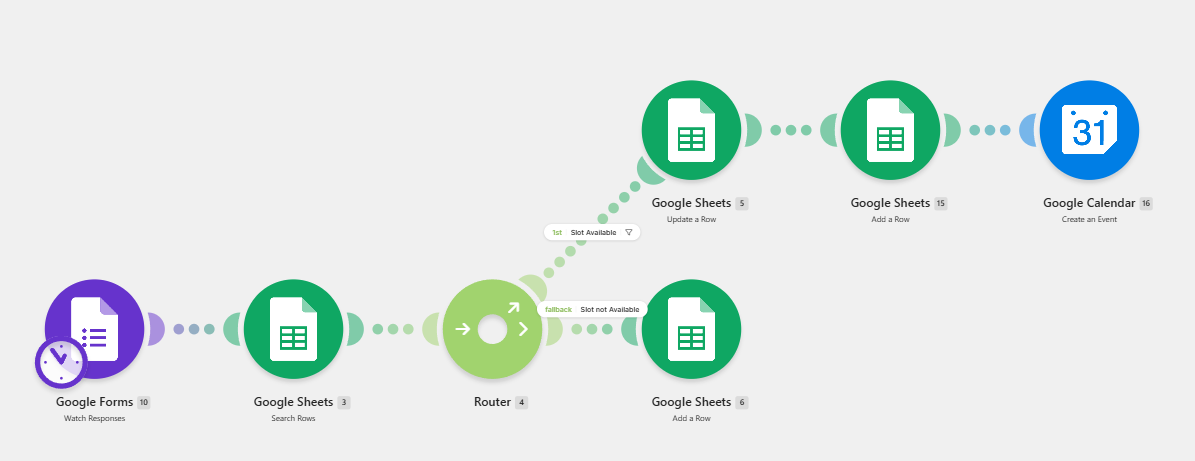 31
Google Sheets 5
Update a Row
Google Sheets 15
Add a Row
Google Calendar 16
Create an Event
1st Slot Available
fallback Slot not Available
Google Forms 10
Watch Responses
Google Sheets 3
Search Rows
Router 4
Google Sheets 6
Add a Row